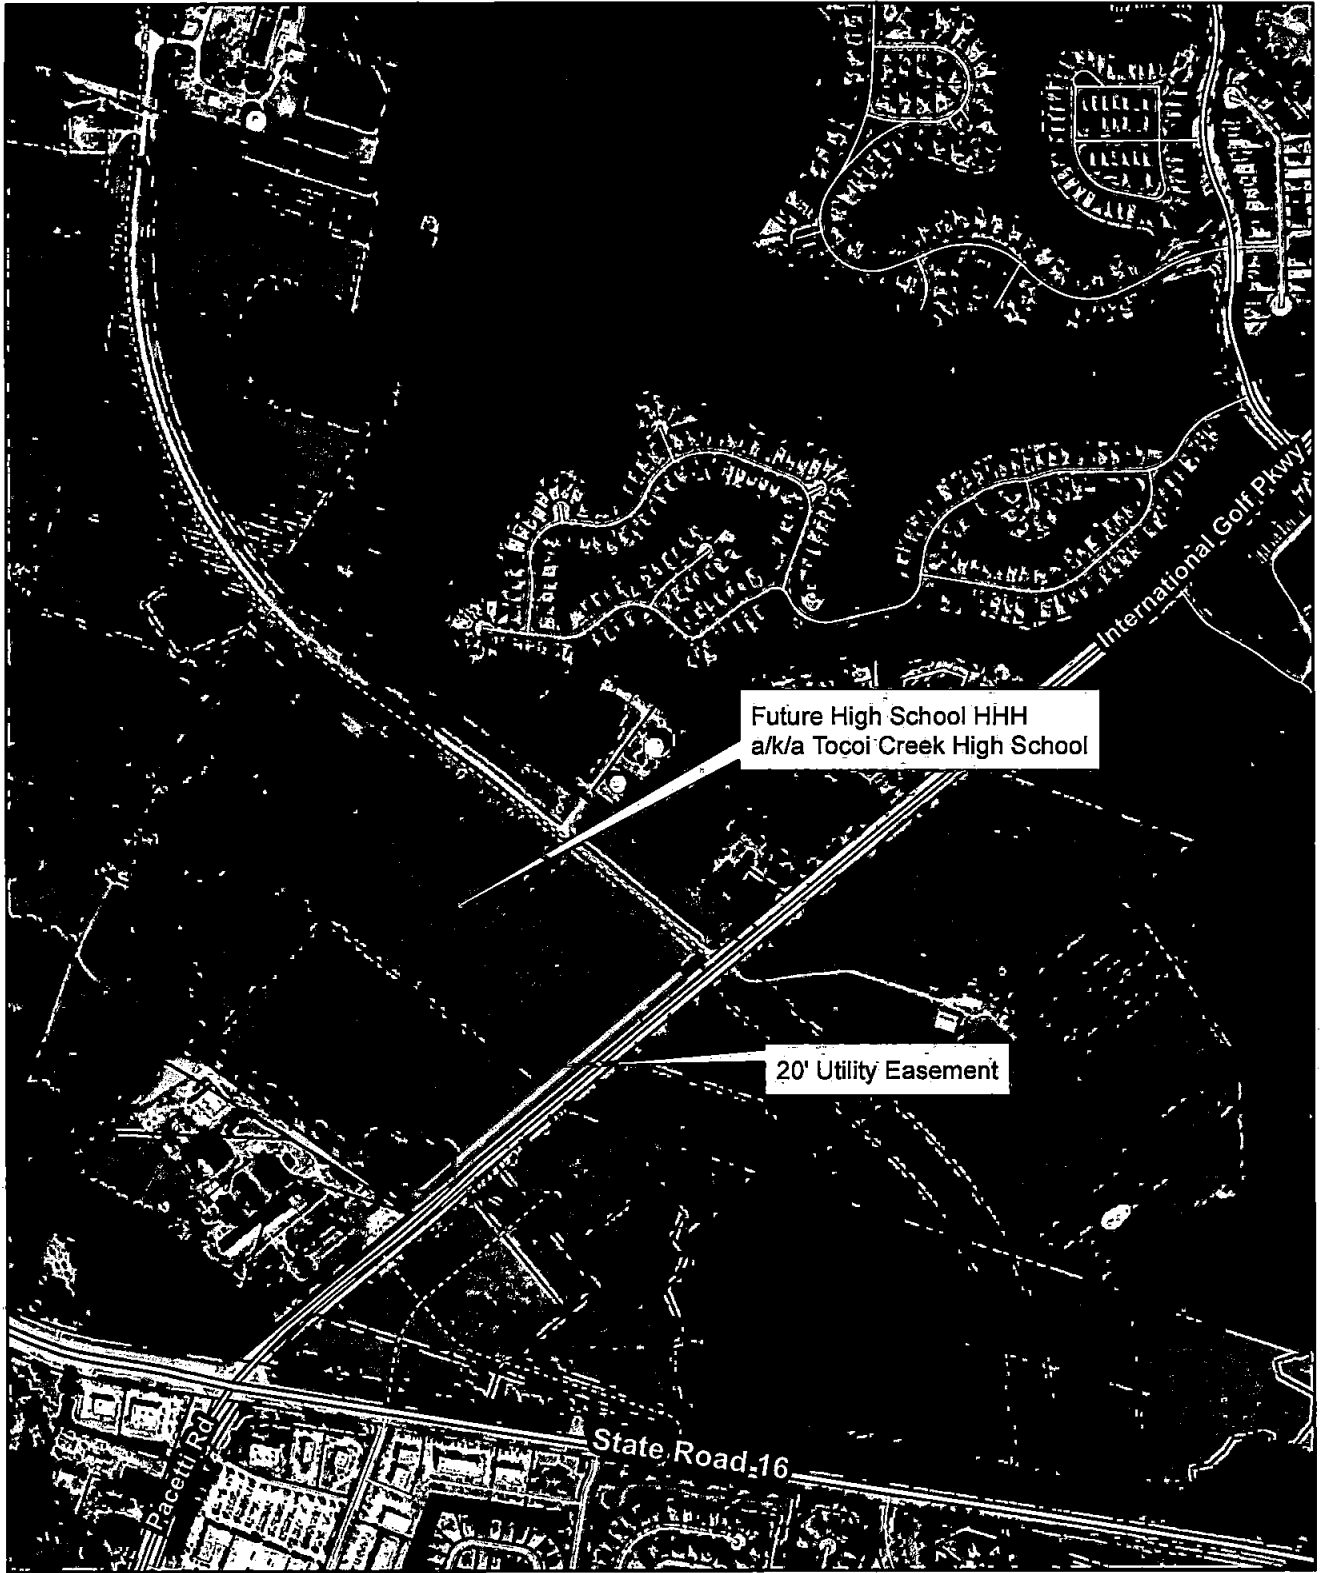 International Golf Pkwy
Future High School HHH
a/k/a Tocoi Creek High School
20' Utility Easement
State Road 16
Pacetti Rd